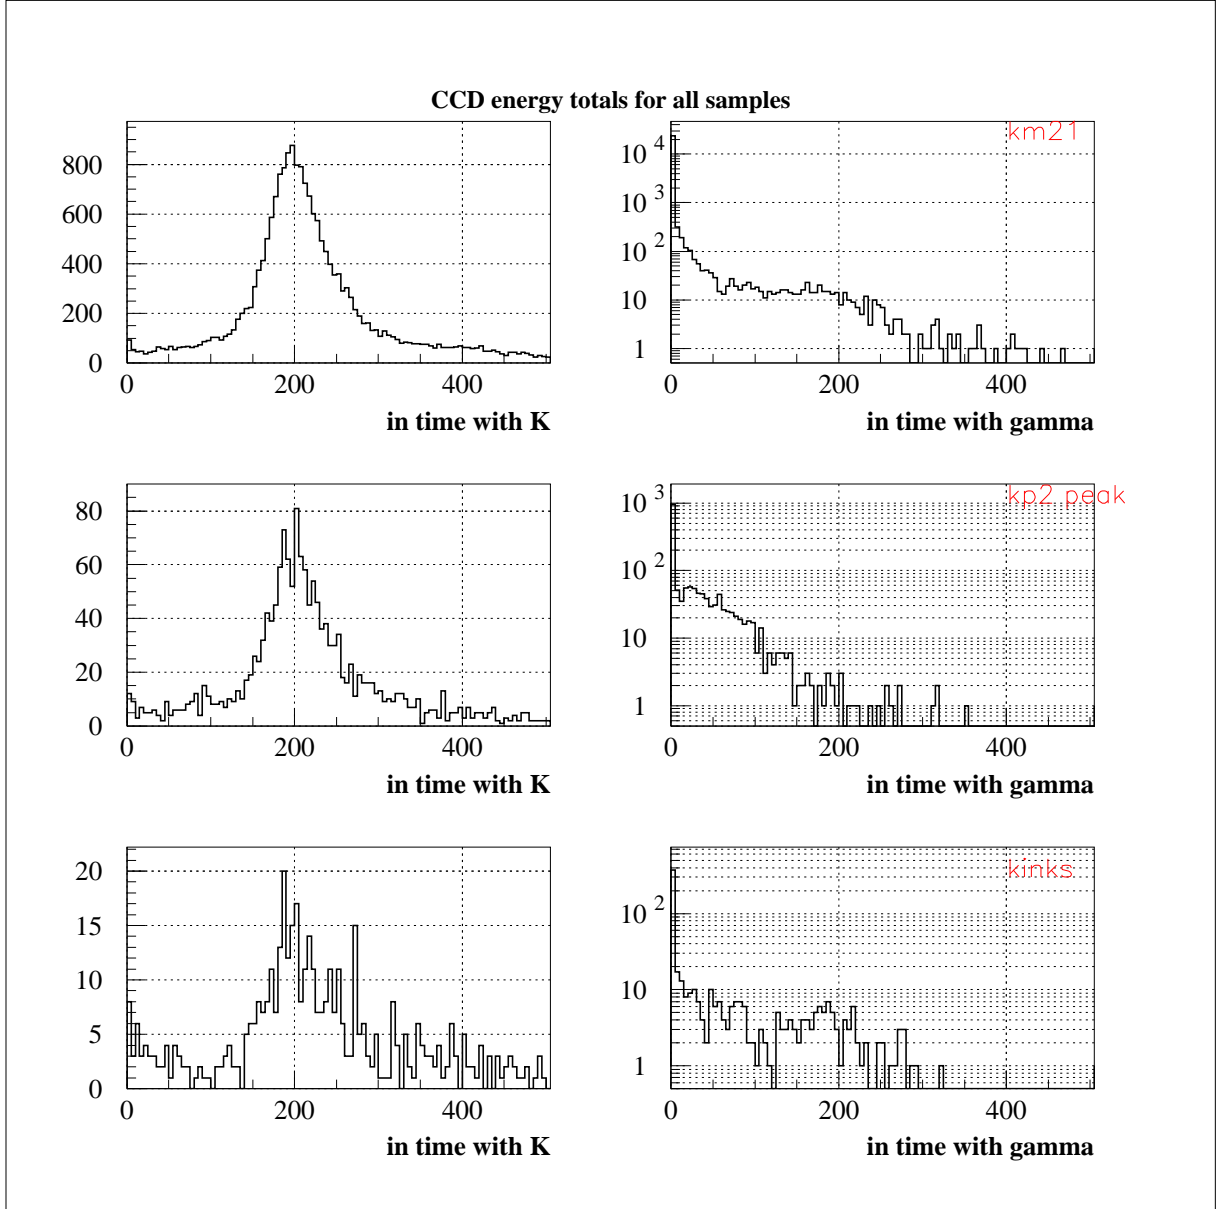 CCD energy totals for all samples
800
600
400
200
0
0 200 400
in time with K
km21
10 4
10 3
10 2
10
1
0 200 400
in time with gamma
80
60
40
20
0
0 200 400
in time with K
kp2 peak
10 3
10 2
10
1
0 200 400
in time with gamma
20
15
10
5
0
0 200 400
in time with K
kinks
10 2
10
1
0 200 400
in time with gamma